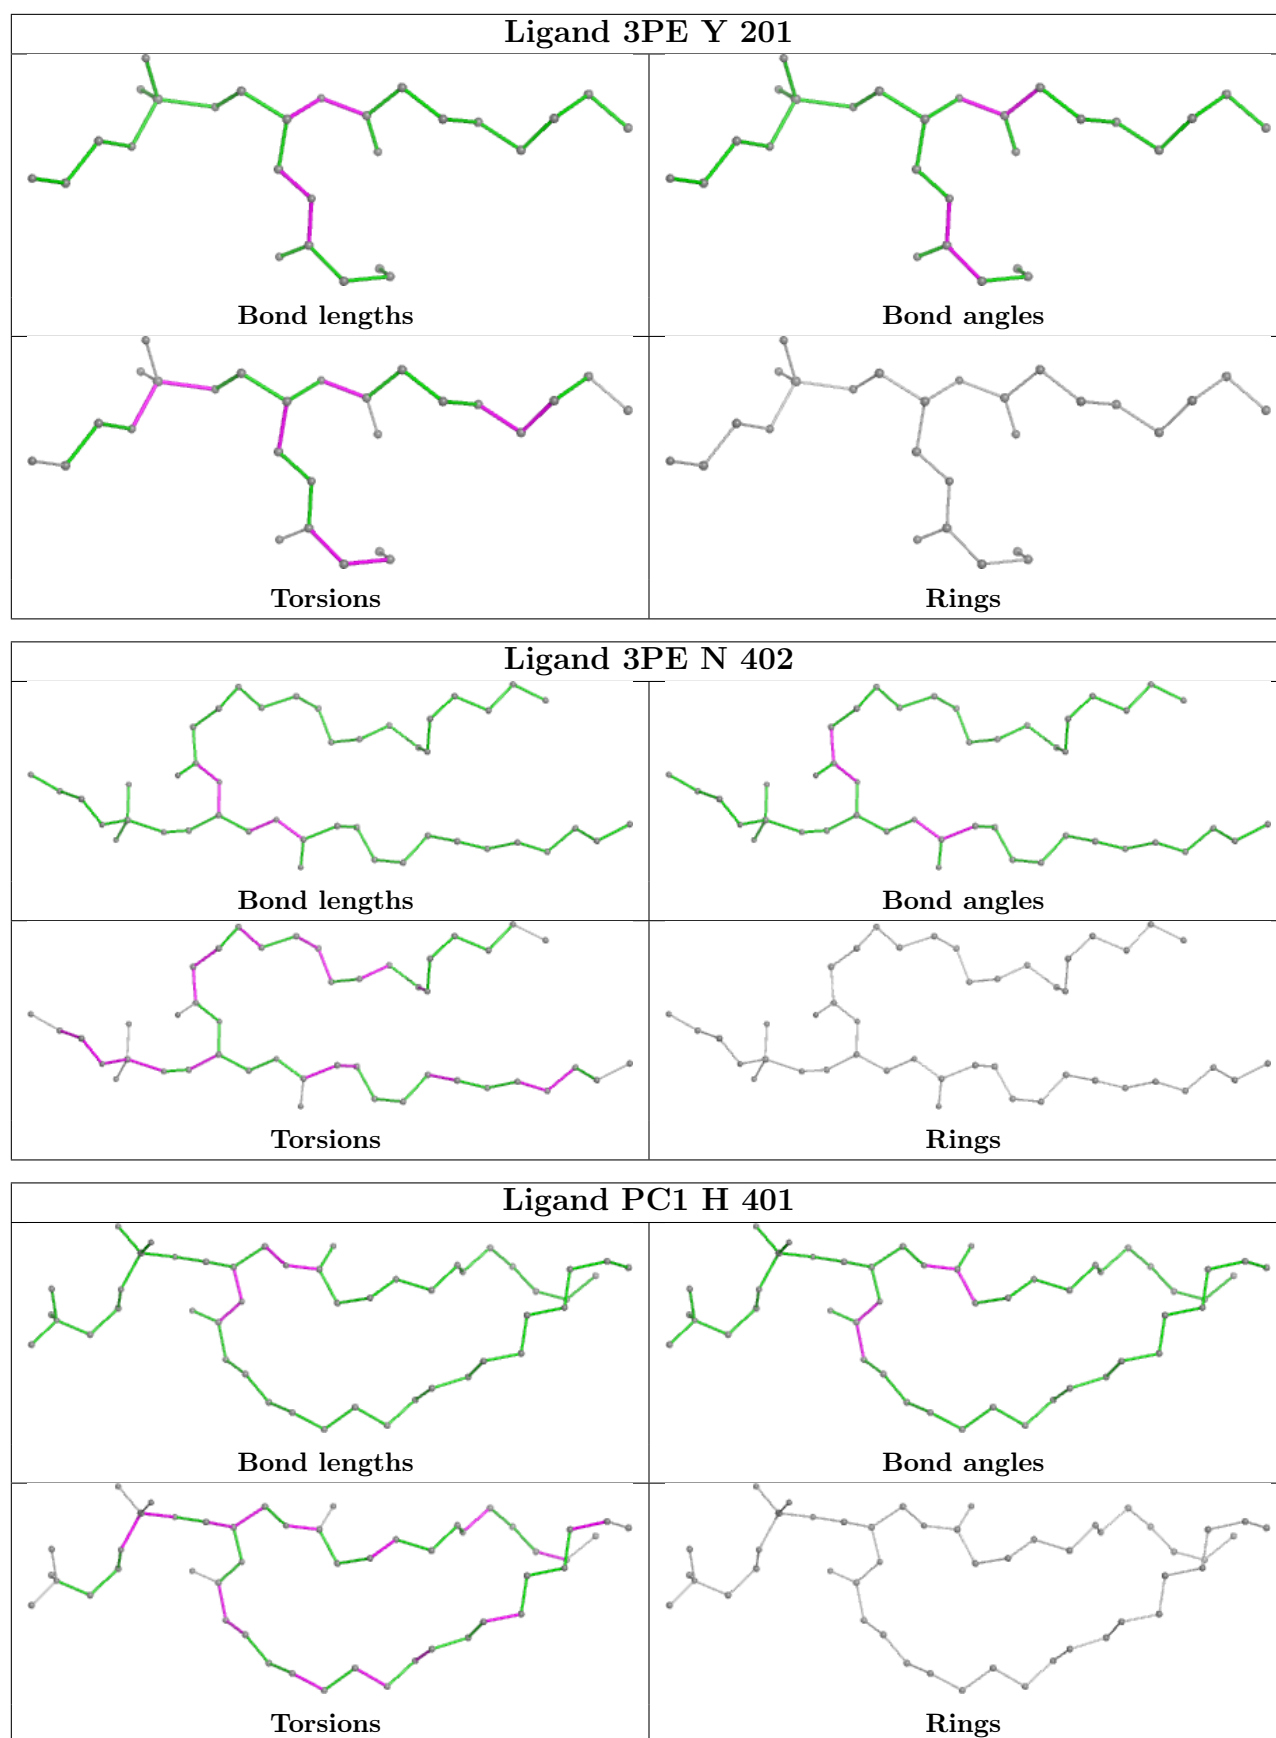 Ligand 3PE Y 201
Bond lengths
Bond angles
Torsions
Rings
Ligand 3PE N 402
Bond lengths
Bond angles
Torsions
Rings
Ligand PC1 H 401
Bond lengths
Bond angles
Torsions
Rings